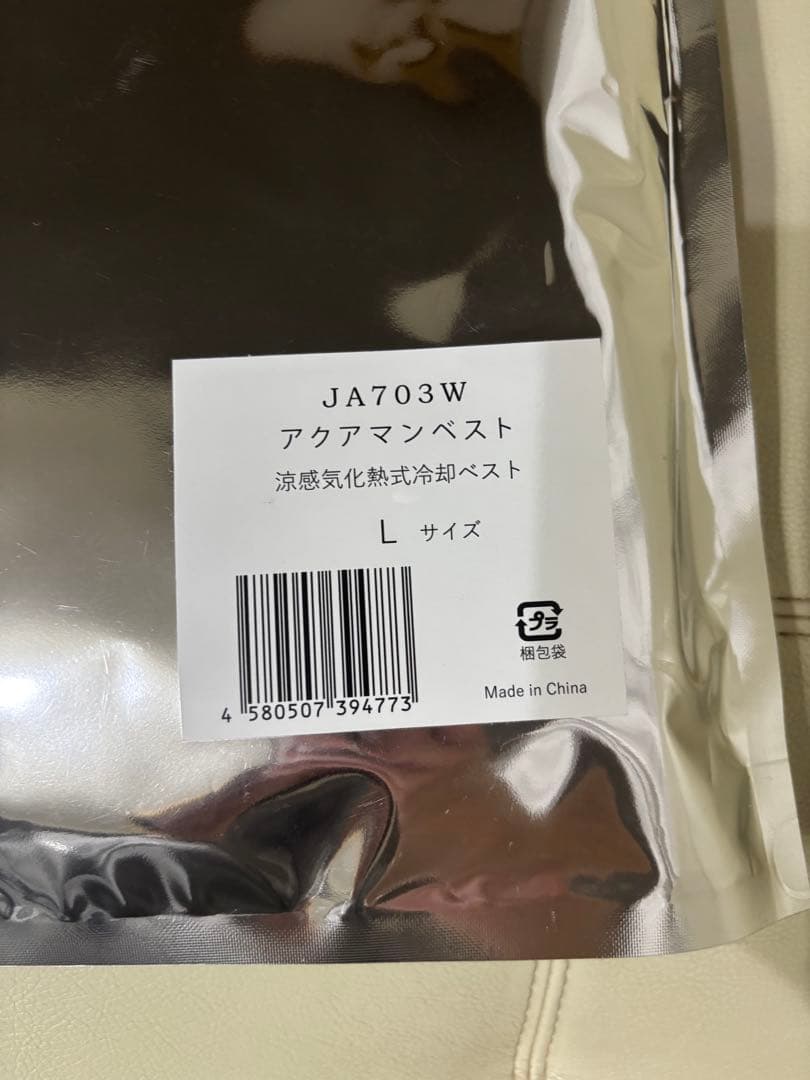 JA703W
アクアマンベスト
涼感気化熱式冷却ベスト
L サイズ
プラ
梱包袋
Made in China
4 580507 394773